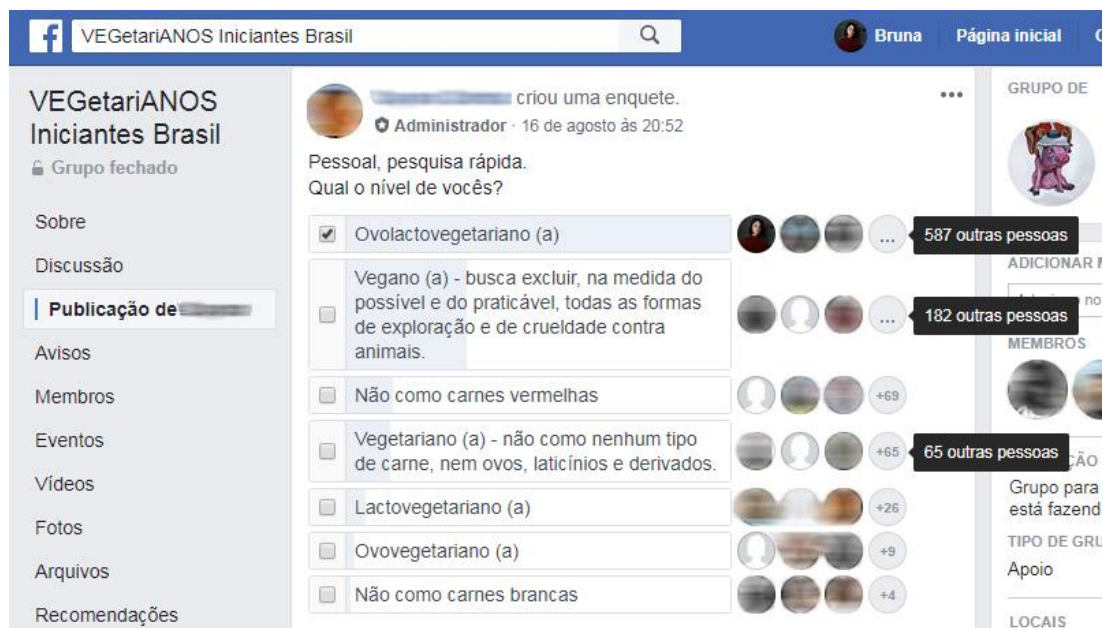 f VEGetariANOS Iniciantes Brasil
Bruna Página inicial
VEGetariANOS
Iniciantes Brasil
Grupo fechado
Sobre
Discussão
Publicação de
Avisos
Membros
Eventos
Vídeos
Fotos
Arquivos
Recomendações
criou uma enquete.
Administrador · 16 de agosto às 20:52
Pessoal, pesquisa rápida.
Qual o nível de vocês?
Ovolactovegetariano (a)
... 587 outras pessoas
Vegano (a) - busca excluir, na medida do
possível e do praticável, todas as formas
de exploração e de crueldade contra
animais.
... 182 outras pessoas
Não como carnes vermelhas
+69
Vegetariano (a) - não como nenhum tipo
de carne, nem ovos, laticínios e derivados.
+65 65 outras pessoas
Lactovegetariano (a)
+26
Ovovegetariano (a)
+9
Não como carnes brancas
+4
GRUPO DE
ADICIONAR
MEMBROS
Grupo para
está fazend
TIPO DE GRU
Apoio
LOCAIS